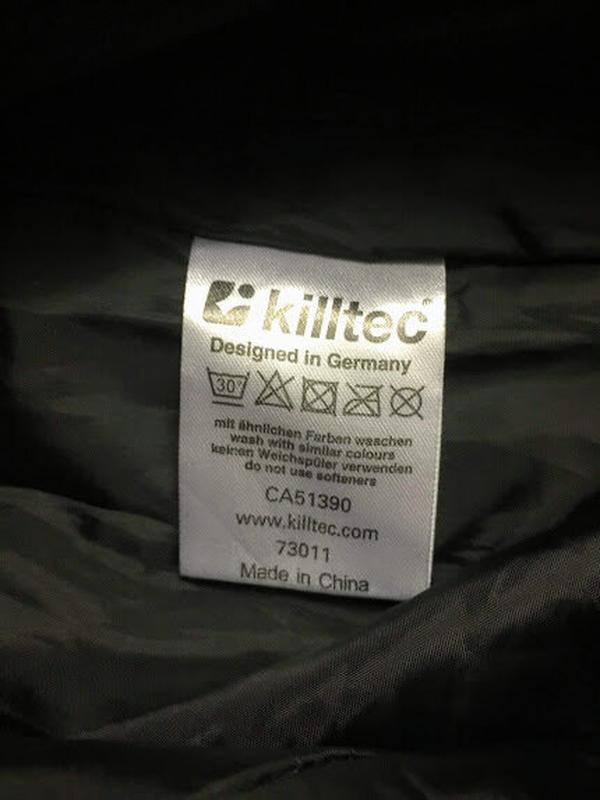 killtec®
Designed in Germany
30°
mit ähnlichen Farben waschen
wash with similar colours
keinen Weichspüler verwenden
do not use softeners
CA51390
www.killtec.com
73011
Made in China